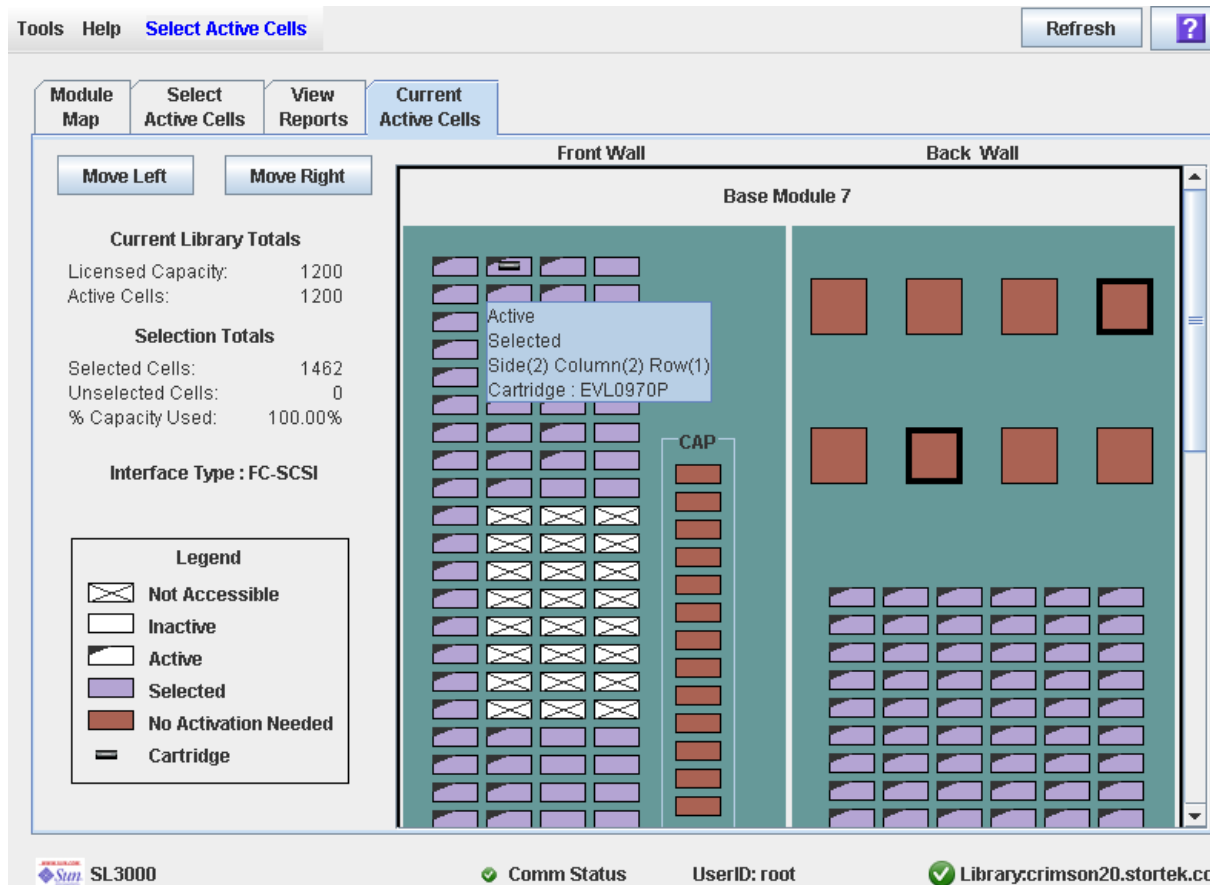 Tools Help Select Active Cells Refresh ?
Module Map
Select Active Cells
View Reports
Current Active Cells
Move Left Move Right
Front Wall Back Wall
Base Module 7
Current Library Totals
Licensed Capacity: 1200
Active Cells: 1200
Selection Totals
Selected Cells: 1462
Unselected Cells: 0
% Capacity Used: 100.00%
Interface Type : FC-SCSI
Legend
Not Accessible
Inactive
Active
Selected
No Activation Needed
Cartridge
Active
Selected
Side(2) Column(2) Row(1)
Cartridge : EVL0970P
CAP
Sun SL3000 Comm Status UserID: root Library:crimson20.stortek.co